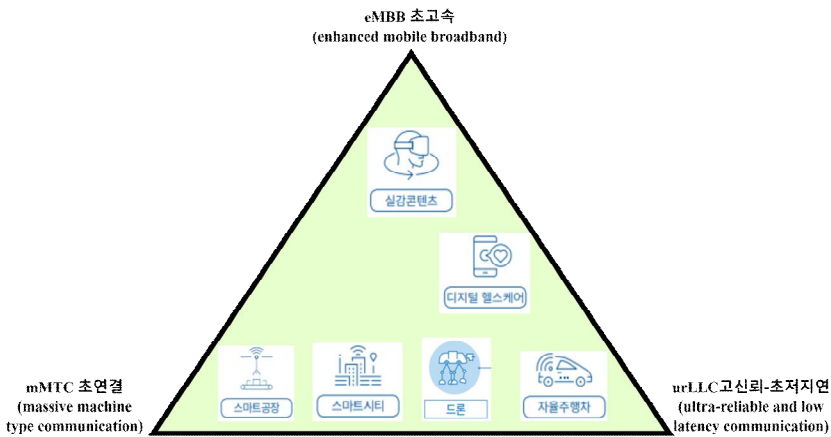 eMBB 초고속
(enhanced mobile broadband)
실감콘텐츠
디지털 헬스케어
스마트공장
스마트시티
드론
자율주행차
mMTC 초연결
(massive machine
type communication)
urLLC고신뢰-초저지연
(ultra-reliable and low
latency communication)